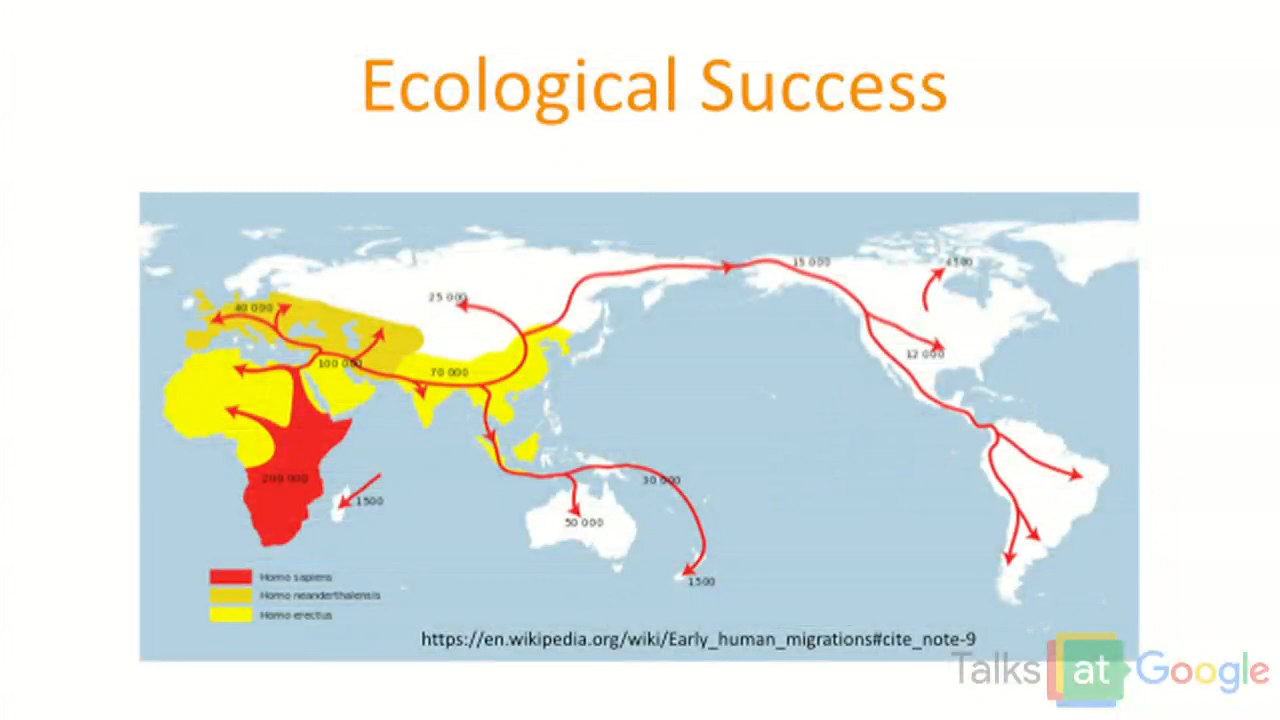 Ecological Success
15 000
4500
25 000
40 000
12 000
100 000
70 000
200 000
30 000
1500
50 000
1500
Homo sapiens
Homo neanderthalensis
Homo erectus
https://en.wikipedia.org/wiki/Early_human_migrations#cite_note-9
Talks at Google